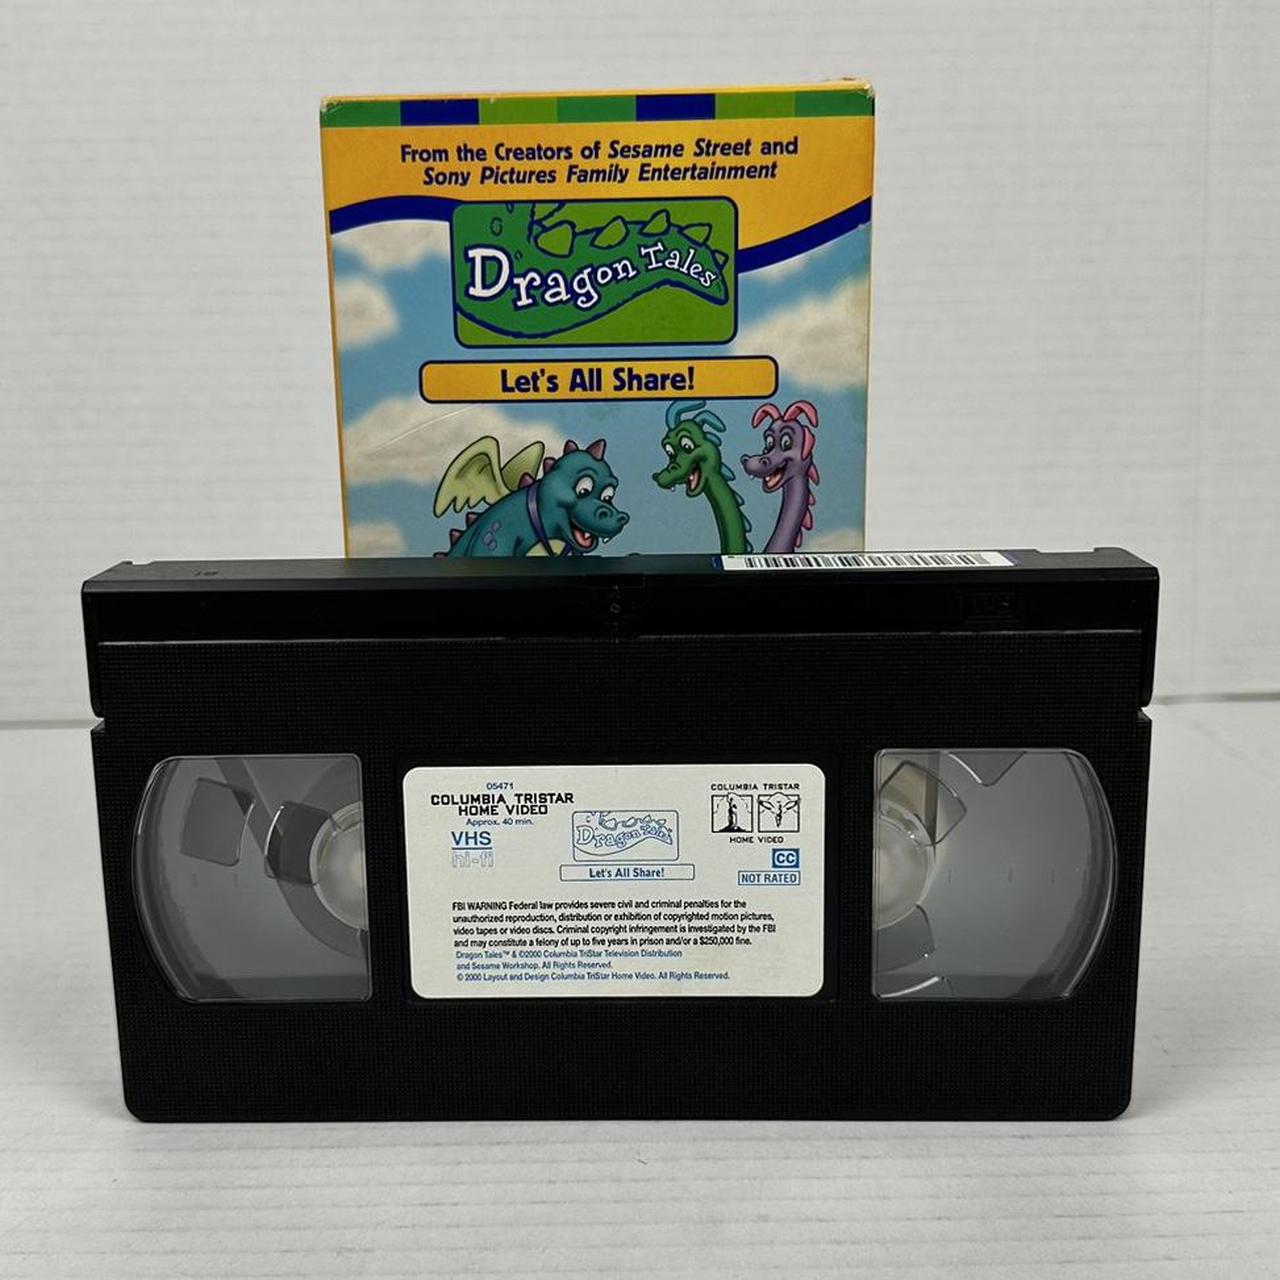 From the Creators of Sesame Street and
Sony Pictures Family Entertainment
Dragon Tales
Let's All Share!
VHS
05471
COLUMBIA TRISTAR
HOME VIDEO
Approx. 40 min.
VHS
hi-fi
Dragon Tales
Let's All Share!
COLUMBIA TRISTAR
HOME VIDEO
CC
NOT RATED
FBI WARNING Federal law provides severe civil and criminal penalties for the
unauthorized reproduction, distribution or exhibition of copyrighted motion pictures,
video tapes or video discs. Criminal copyright infringement is investigated by the FBI
and may constitute a felony of up to five years in prison and/or a $250,000 fine.
Dragon Tales™ & ©2000 Columbia TriStar Television Distribution
and Sesame Workshop. All Rights Reserved.
© 2000 Layout and Design Columbia TriStar Home Video. All Rights Reserved.